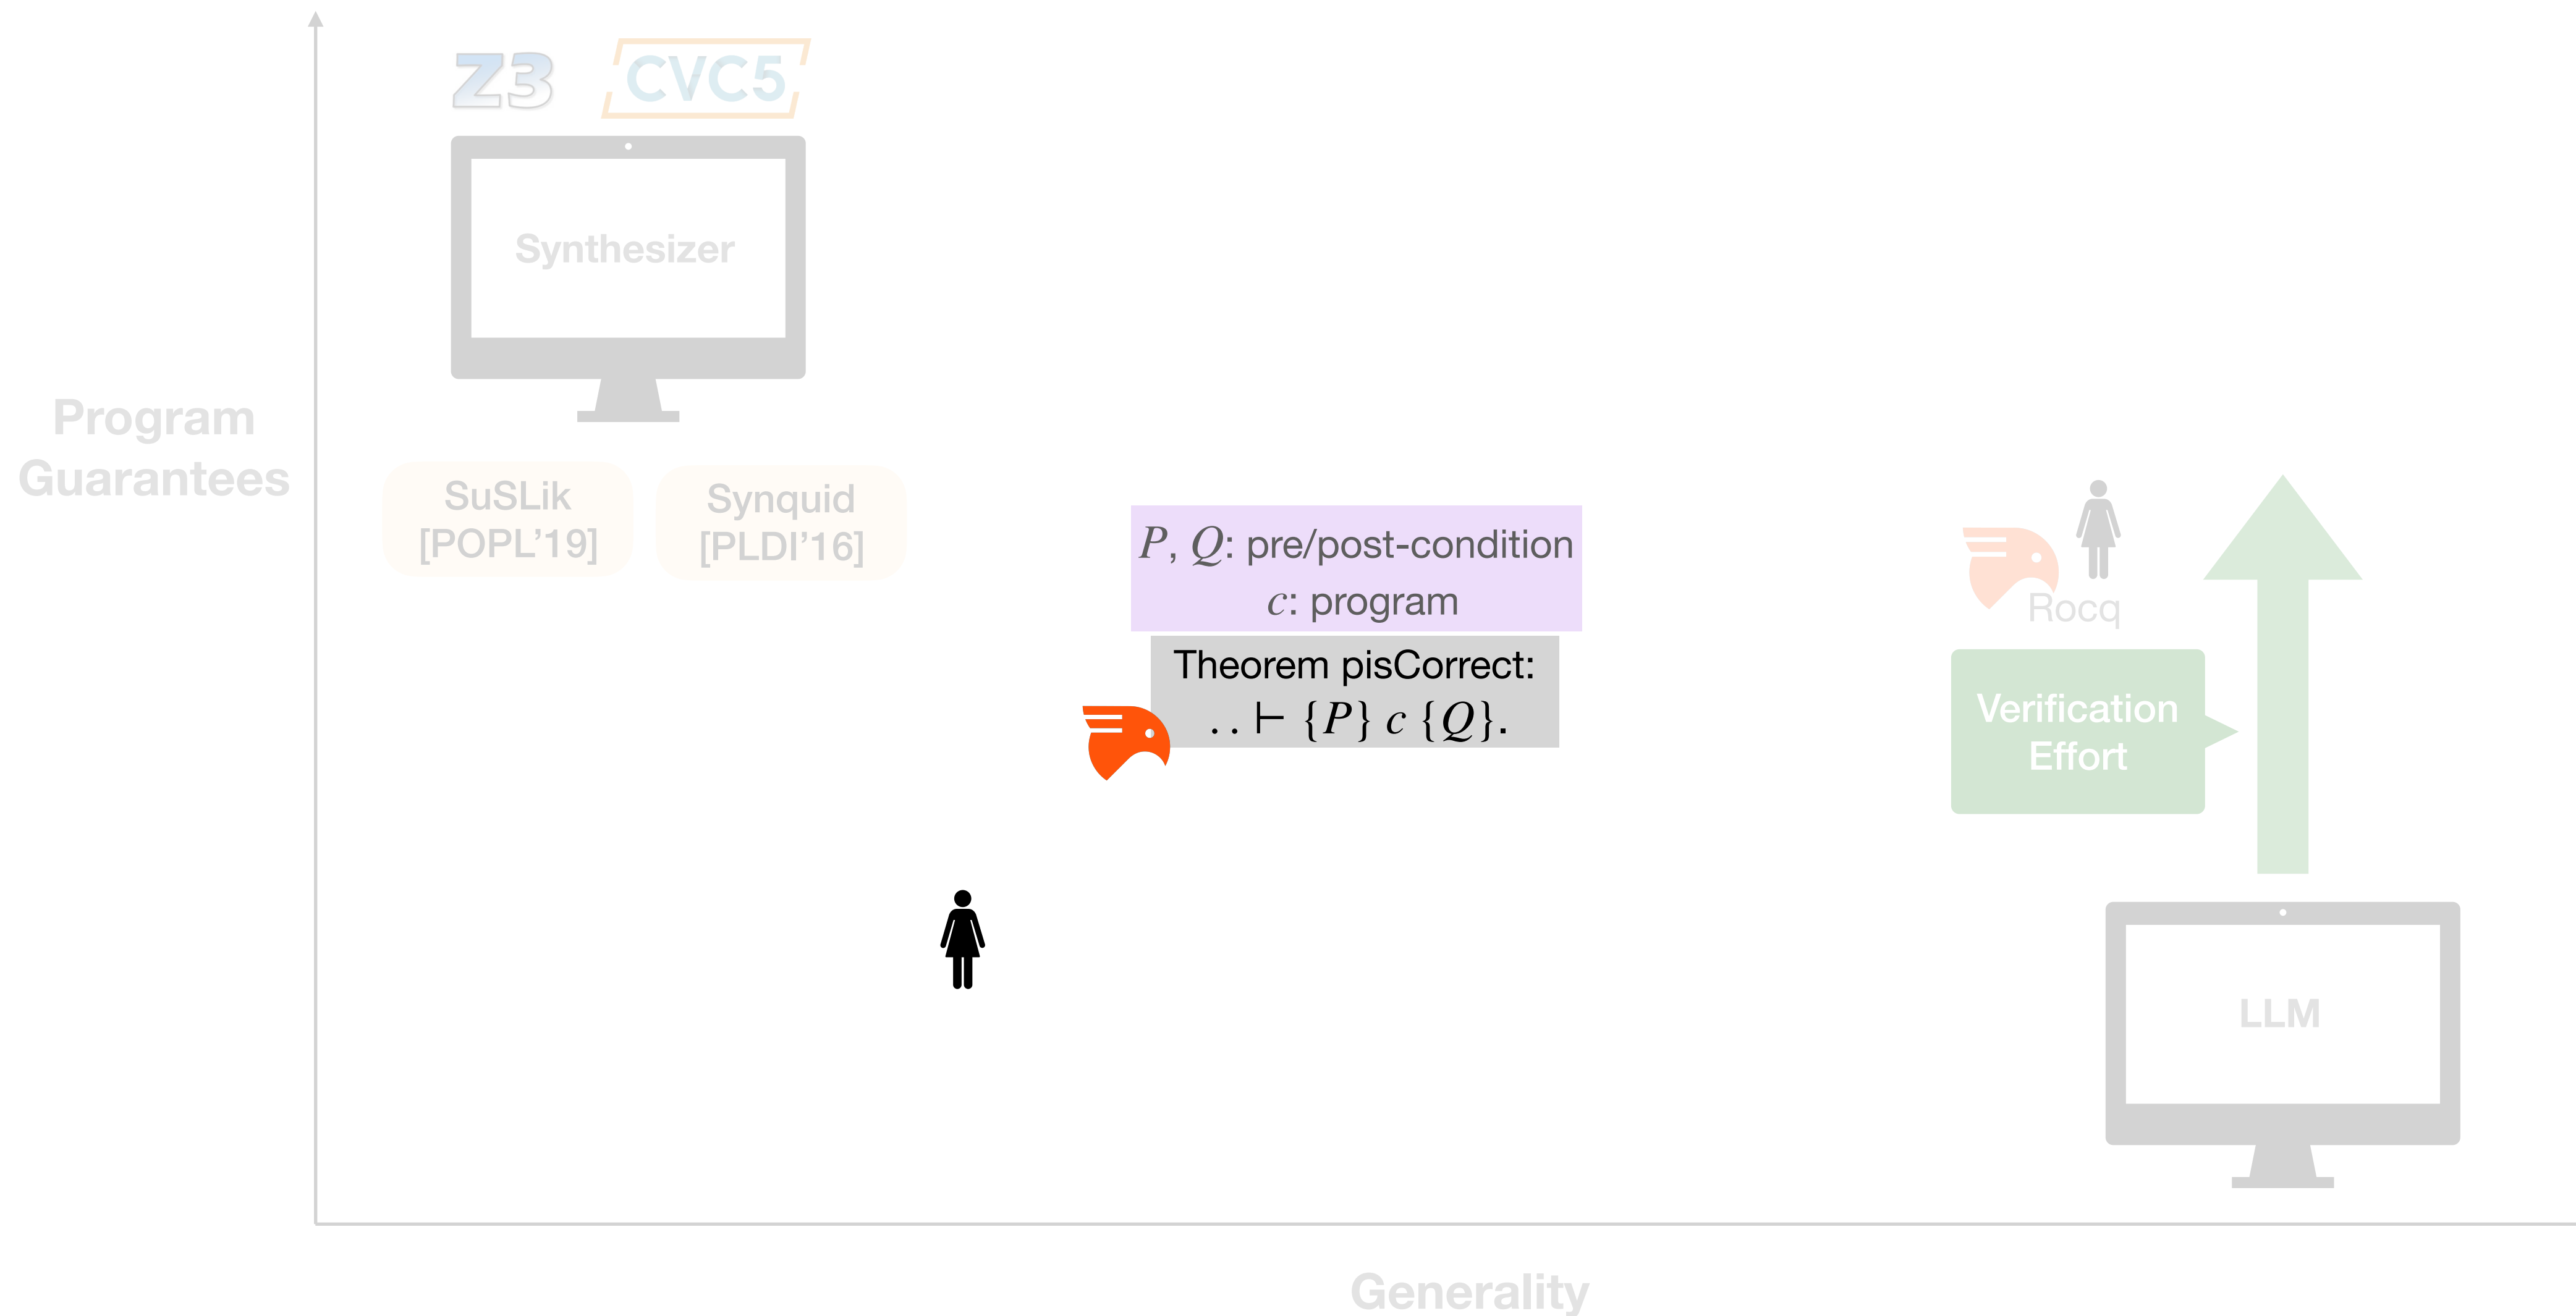 Z3
CVC5
Synthesizer
Program
Guarantees
SuSLik
[POPL’19]
Synquid
[PLDI’16]
P, Q: pre/post-condition
c: program
Theorem pisCorrect:
. . ⊢ {P} c {Q}.
Rocq
Verification
Effort
LLM
Generality